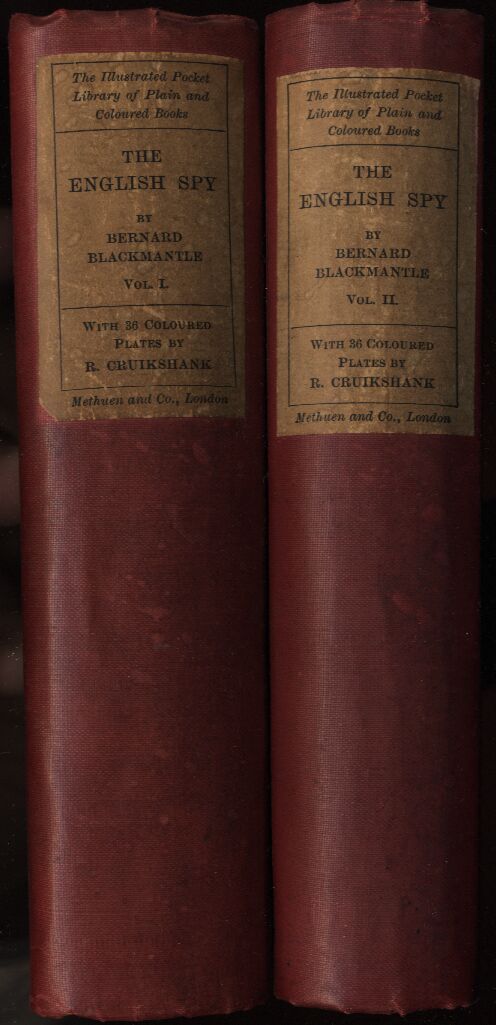 The Illustrated Pocket
Library of Plain and
Coloured Books
THE
ENGLISH SPY
BY
BERNARD
BLACKMANTLE
VOL. I.
WITH 36 COLOURED
PLATES BY
R. CRUIKSHANK
Methuen and Co., London
The Illustrated Pocket
Library of Plain and
Coloured Books
THE
ENGLISH SPY
BY
BERNARD
BLACKMANTLE
VOL. II.
WITH 36 COLOURED
PLATES BY
R. CRUIKSHANK
Methuen and Co., London